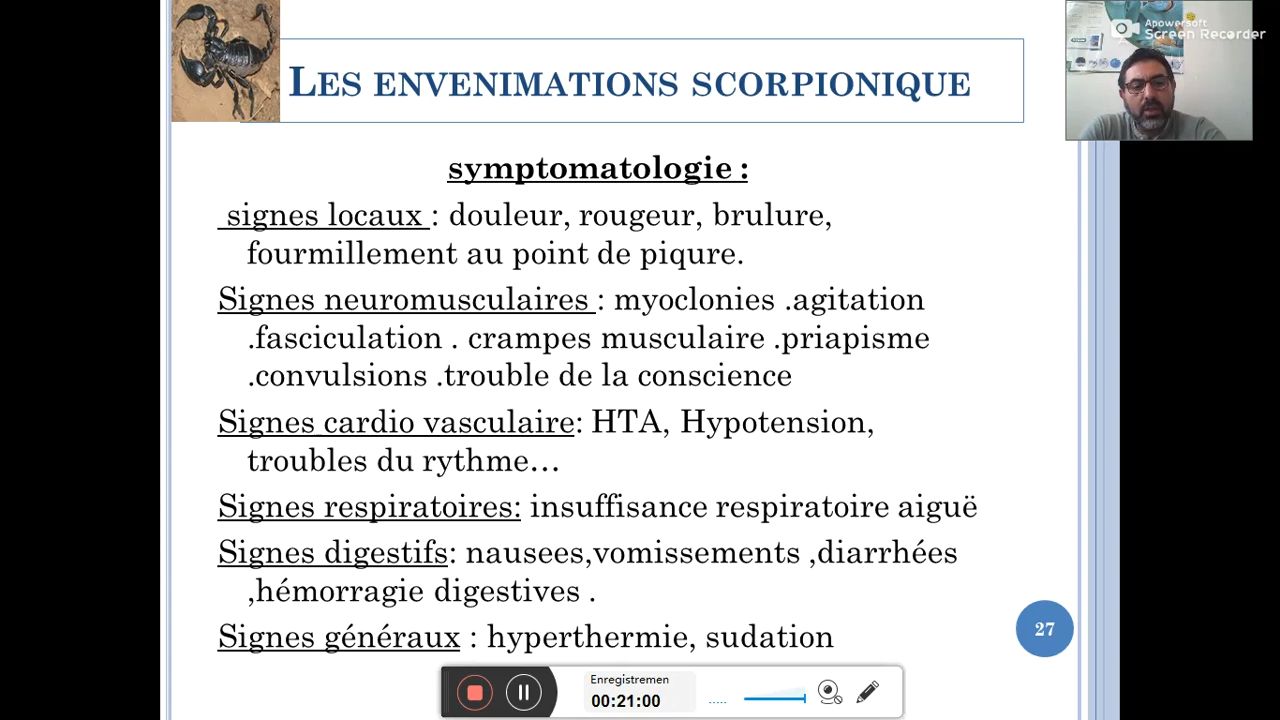 Apowersoft
Screen Recorder
LES ENVENIMATIONS SCORPIONIQUE
symptomatologie :
signes locaux : douleur, rougeur, brulure,
fourmillement au point de piqure.
Signes neuromusculaires : myoclonies .agitation
.fasciculation . crampes musculaire .priapisme
.convulsions .trouble de la conscience
Signes cardio vasculaire: HTA, Hypotension,
troubles du rythme…
Signes respiratoires: insuffisance respiratoire aiguë
Signes digestifs: nausees,vomissements ,diarrhées
,hémorragie digestives .
Signes généraux : hyperthermie, sudation
27
Enregistremen
00:21:00